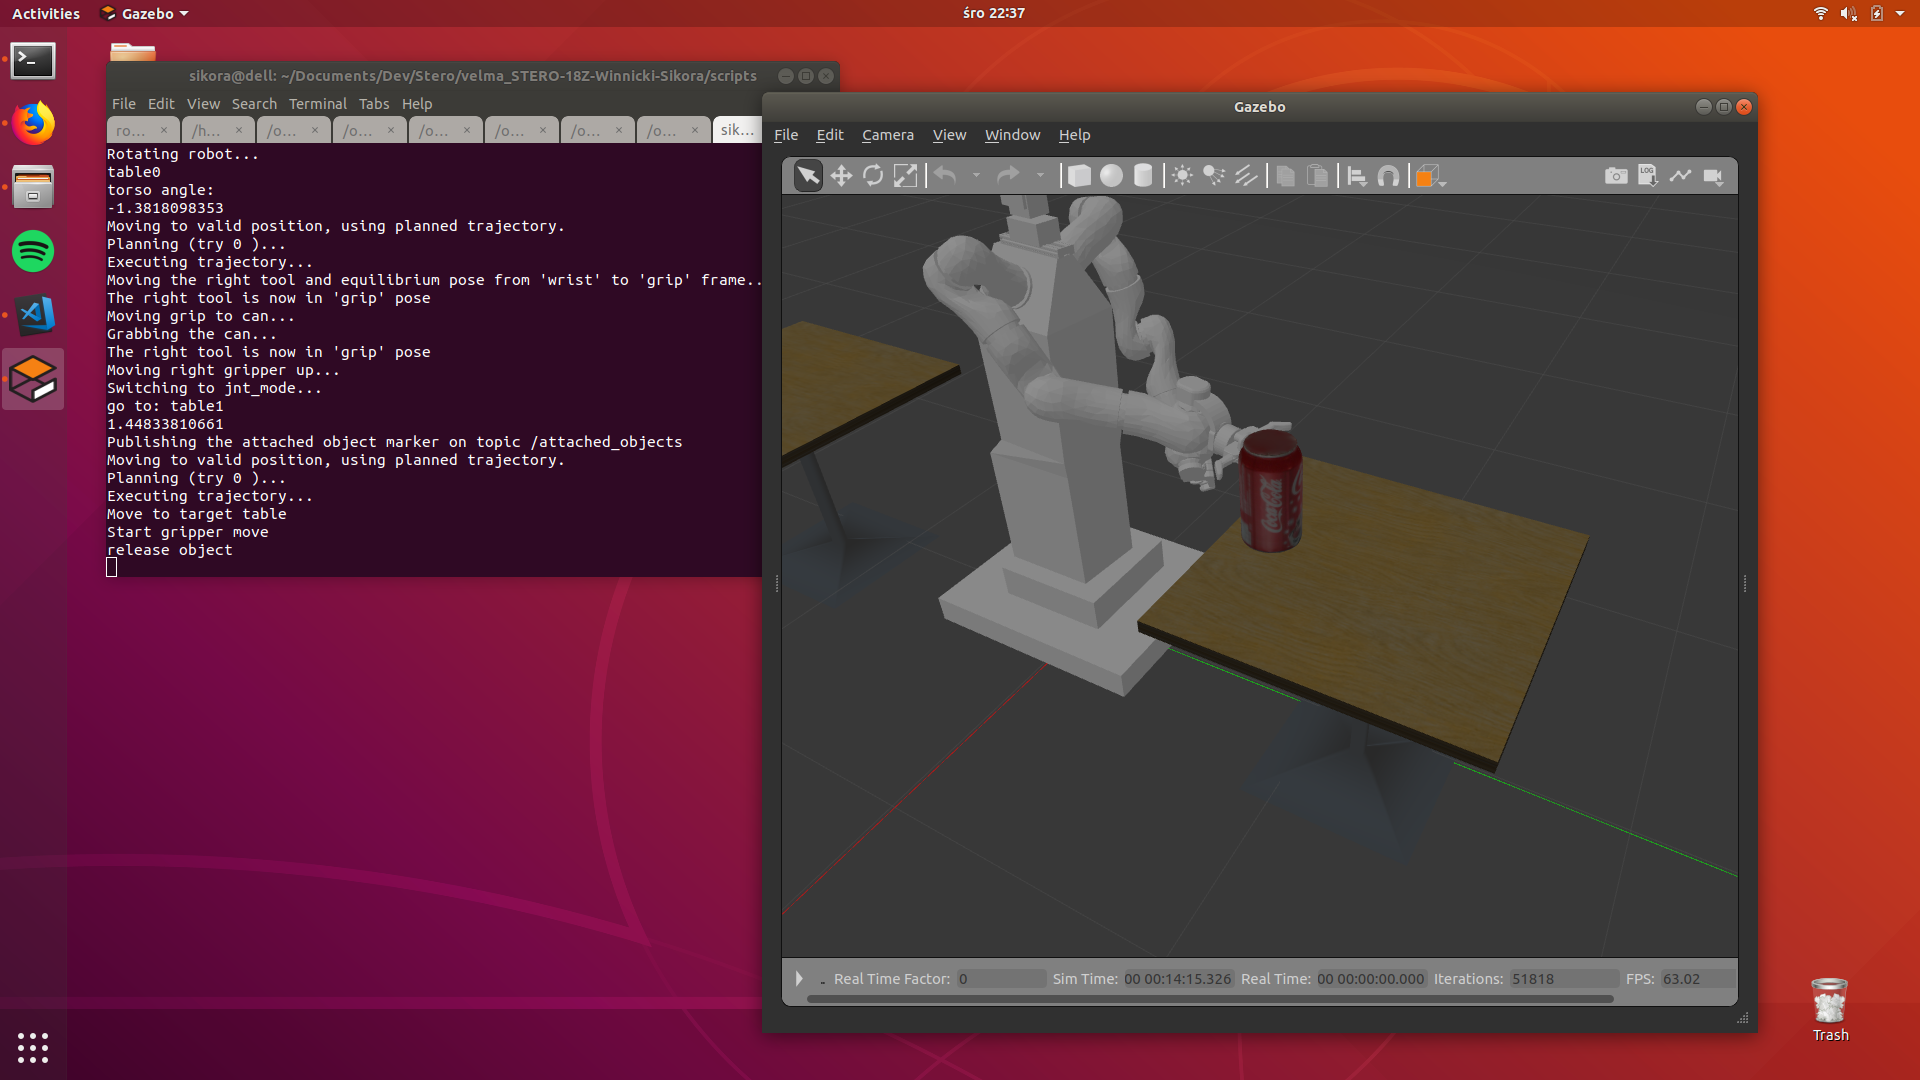 Activities
Gazebo
śro 22:37
sikora@dell: ~/Documents/Dev/Stero/velma_STERO-18Z-Winnicki-Sikora/scripts
File Edit View Search Terminal Tabs Help
ro... × /h... × /o... × /o... × /o... × /o... × /o... × /o... × sik...
Rotating robot...
table0
torso angle:
-1.3818098353
Moving to valid position, using planned trajectory.
Planning (try 0 )...
Executing trajectory...
Moving the right tool and equilibrium pose from 'wrist' to 'grip' frame..
The right tool is now in 'grip' pose
Moving grip to can...
Grabbing the can...
The right tool is now in 'grip' pose
Moving right gripper up...
Switching to jnt_mode...
go to: table1
1.44833810661
Publishing the attached object marker on topic /attached_objects
Moving to valid position, using planned trajectory.
Planning (try 0 )...
Executing trajectory...
Move to target table
Start gripper move
release object
Gazebo
File Edit Camera View Window Help
LOG
Coca-Cola
Real Time Factor: 0 Sim Time: 00 00:14:15.326 Real Time: 00 00:00:00.000 Iterations: 51818 FPS: 63.02
Trash